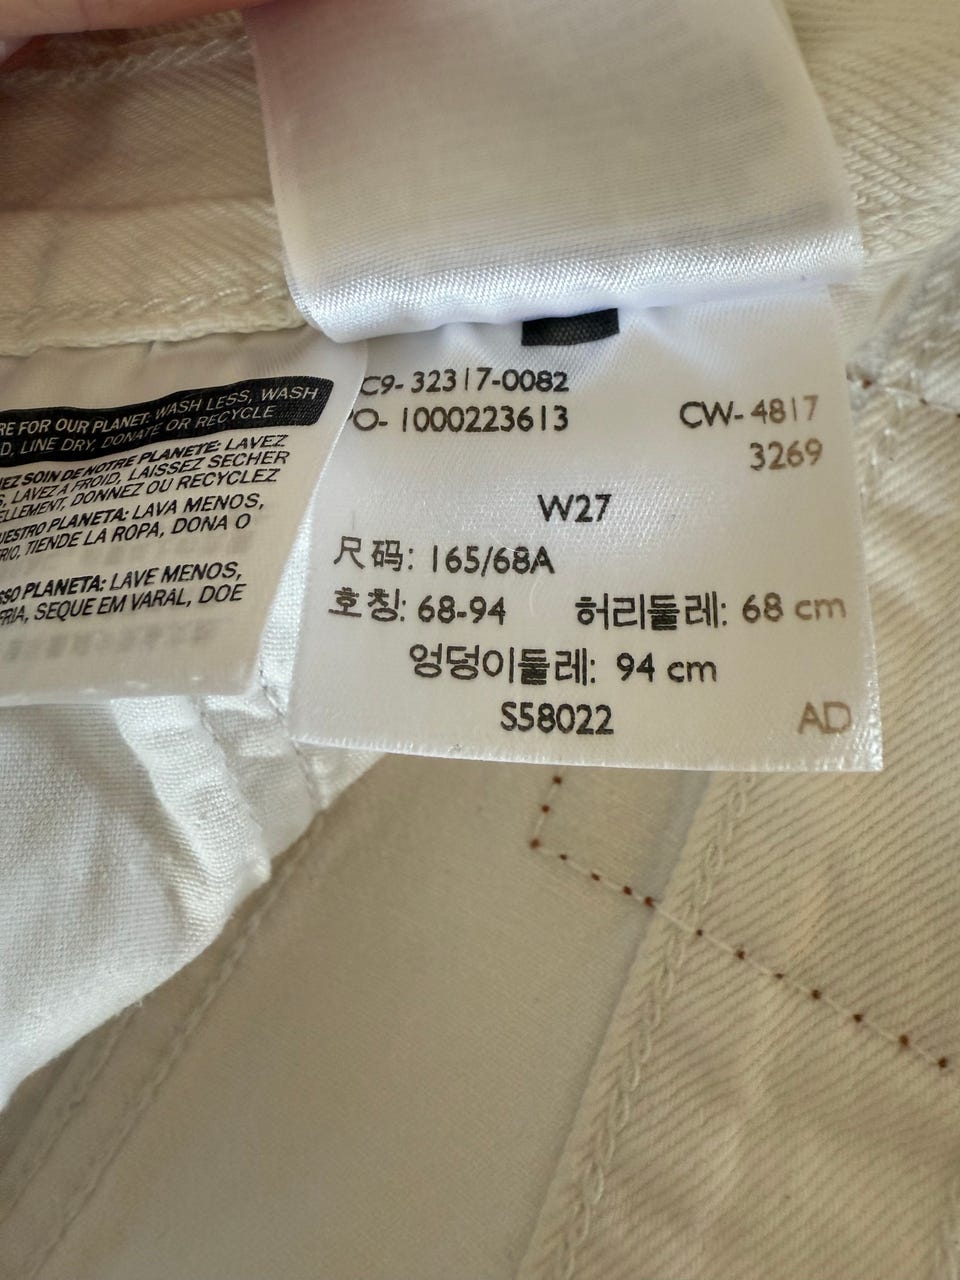 RE FOR OUR PLANET: WASH LESS, WASH
D, LINE DRY, DONATE OR RECYCLE
EZ SOIN DE NOTRE PLANETE: LAVEZ
S, LAVEZ A FROID, LAISSEZ SECHER
ELLEMENT, DONNEZ OU RECYCLEZ
UESTRO PLANETA: LAVA MENOS,
FRIO, TIENDE LA ROPA, DONA O
SSO PLANETA: LAVE MENOS,
FRIA, SEQUE EM VARAL, DOE
C9- 32317-0082
PO- 1000223613
CW- 4817
3269
W27
尺码: 165/68A
호칭: 68-94 허리둘레: 68 cm
엉덩이둘레: 94 cm
S58022
AD